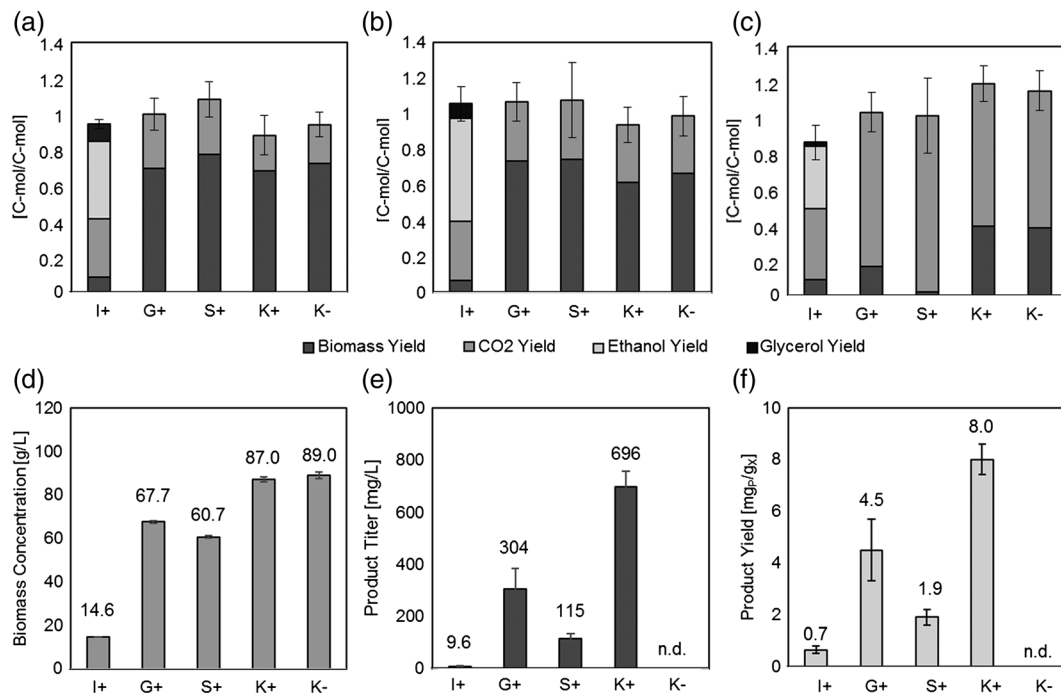 (a)
(b)
(c)
[C-mol/C-mol]
1.4
1.2
1
0.8
0.6
0.4
0.2
0
I+ G+ S+ K+ K-
[C-mol/C-mol]
1.4
1.2
1
0.8
0.6
0.4
0.2
0
I+ G+ S+ K+ K-
[C-mol/C-mol]
1.4
1.2
1
0.8
0.6
0.4
0.2
0
I+ G+ S+ K+ K-
Biomass Yield CO2 Yield Ethanol Yield Glycerol Yield
(d)
(e)
(f)
Biomass Concentration [g/L]
120
100
80
60
40
20
0
14.6
67.7
60.7
87.0
89.0
I+ G+ S+ K+ K-
Product Titer [mg/L]
1000
800
600
400
200
0
9.6
304
115
696
n.d.
I+ G+ S+ K+ K-
Product Yield [mgP/gX]
10
8
6
4
2
0
0.7
4.5
1.9
8.0
n.d.
I+ G+ S+ K+ K-